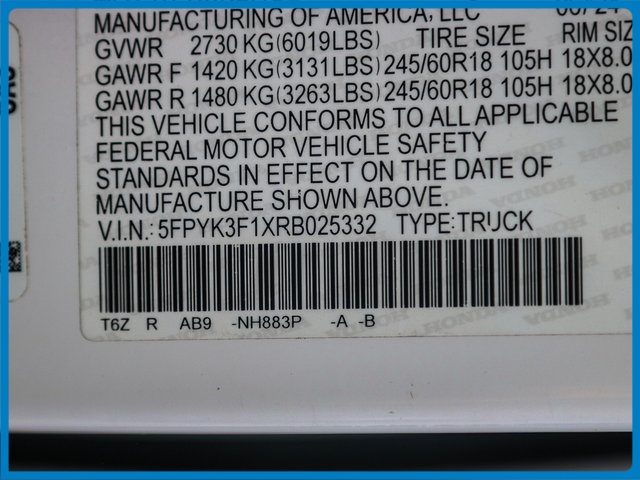 MANUFACTURING OF AMERICA, LLC
GVWR 2730 KG(6019LBS) TIRE SIZE RIM SIZ
GAWR F 1420 KG(3131LBS) 245/60R18 105H 18X8.0
GAWR R 1480 KG(3263LBS) 245/60R18 105H 18X8.0
THIS VEHICLE CONFORMS TO ALL APPLICABLE
FEDERAL MOTOR VEHICLE SAFETY
STANDARDS IN EFFECT ON THE DATE OF
MANUFACTURE SHOWN ABOVE.
V.I.N.: 5FPYK3F1XRB025332 TYPE:TRUCK
T6Z R AB9 -NH883P -A -B